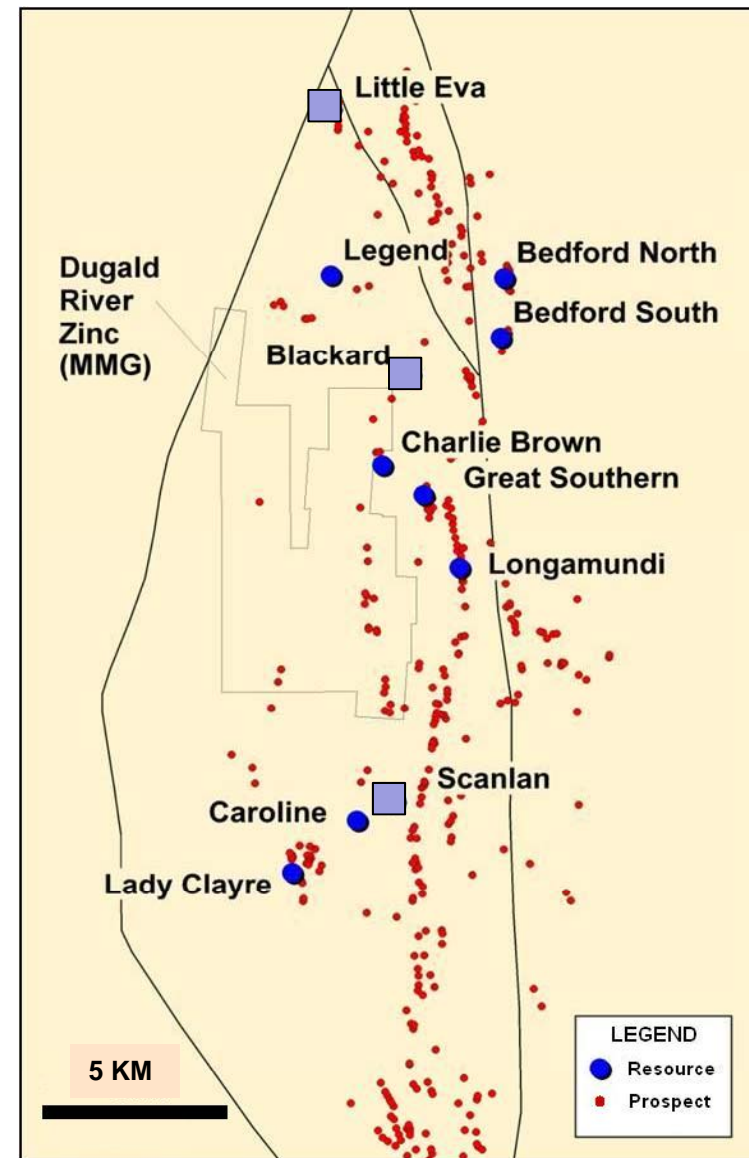 Little Eva
Legend
Bedford North
Dugald
River
Zinc
(MMG)
Bedford South
Blackard
Charlie Brown
Great Southern
Longamundi
Scanlan
Caroline
Lady Clayre
5 KM
LEGEND
Resource
Prospect